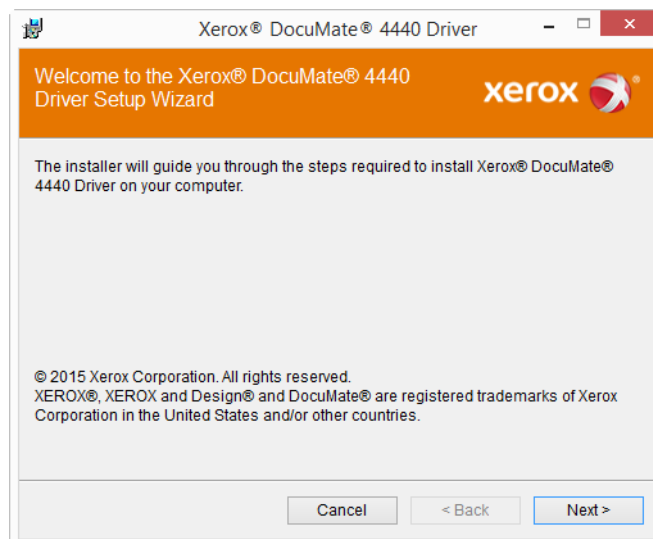 Xerox® DocuMate® 4440 Driver
Welcome to the Xerox® DocuMate® 4440
Driver Setup Wizard
xerox ®
The installer will guide you through the steps required to install Xerox® DocuMate®
4440 Driver on your computer.
© 2015 Xerox Corporation. All rights reserved.
XEROX®, XEROX and Design® and DocuMate® are registered trademarks of Xerox
Corporation in the United States and/or other countries.
Cancel < Back Next >